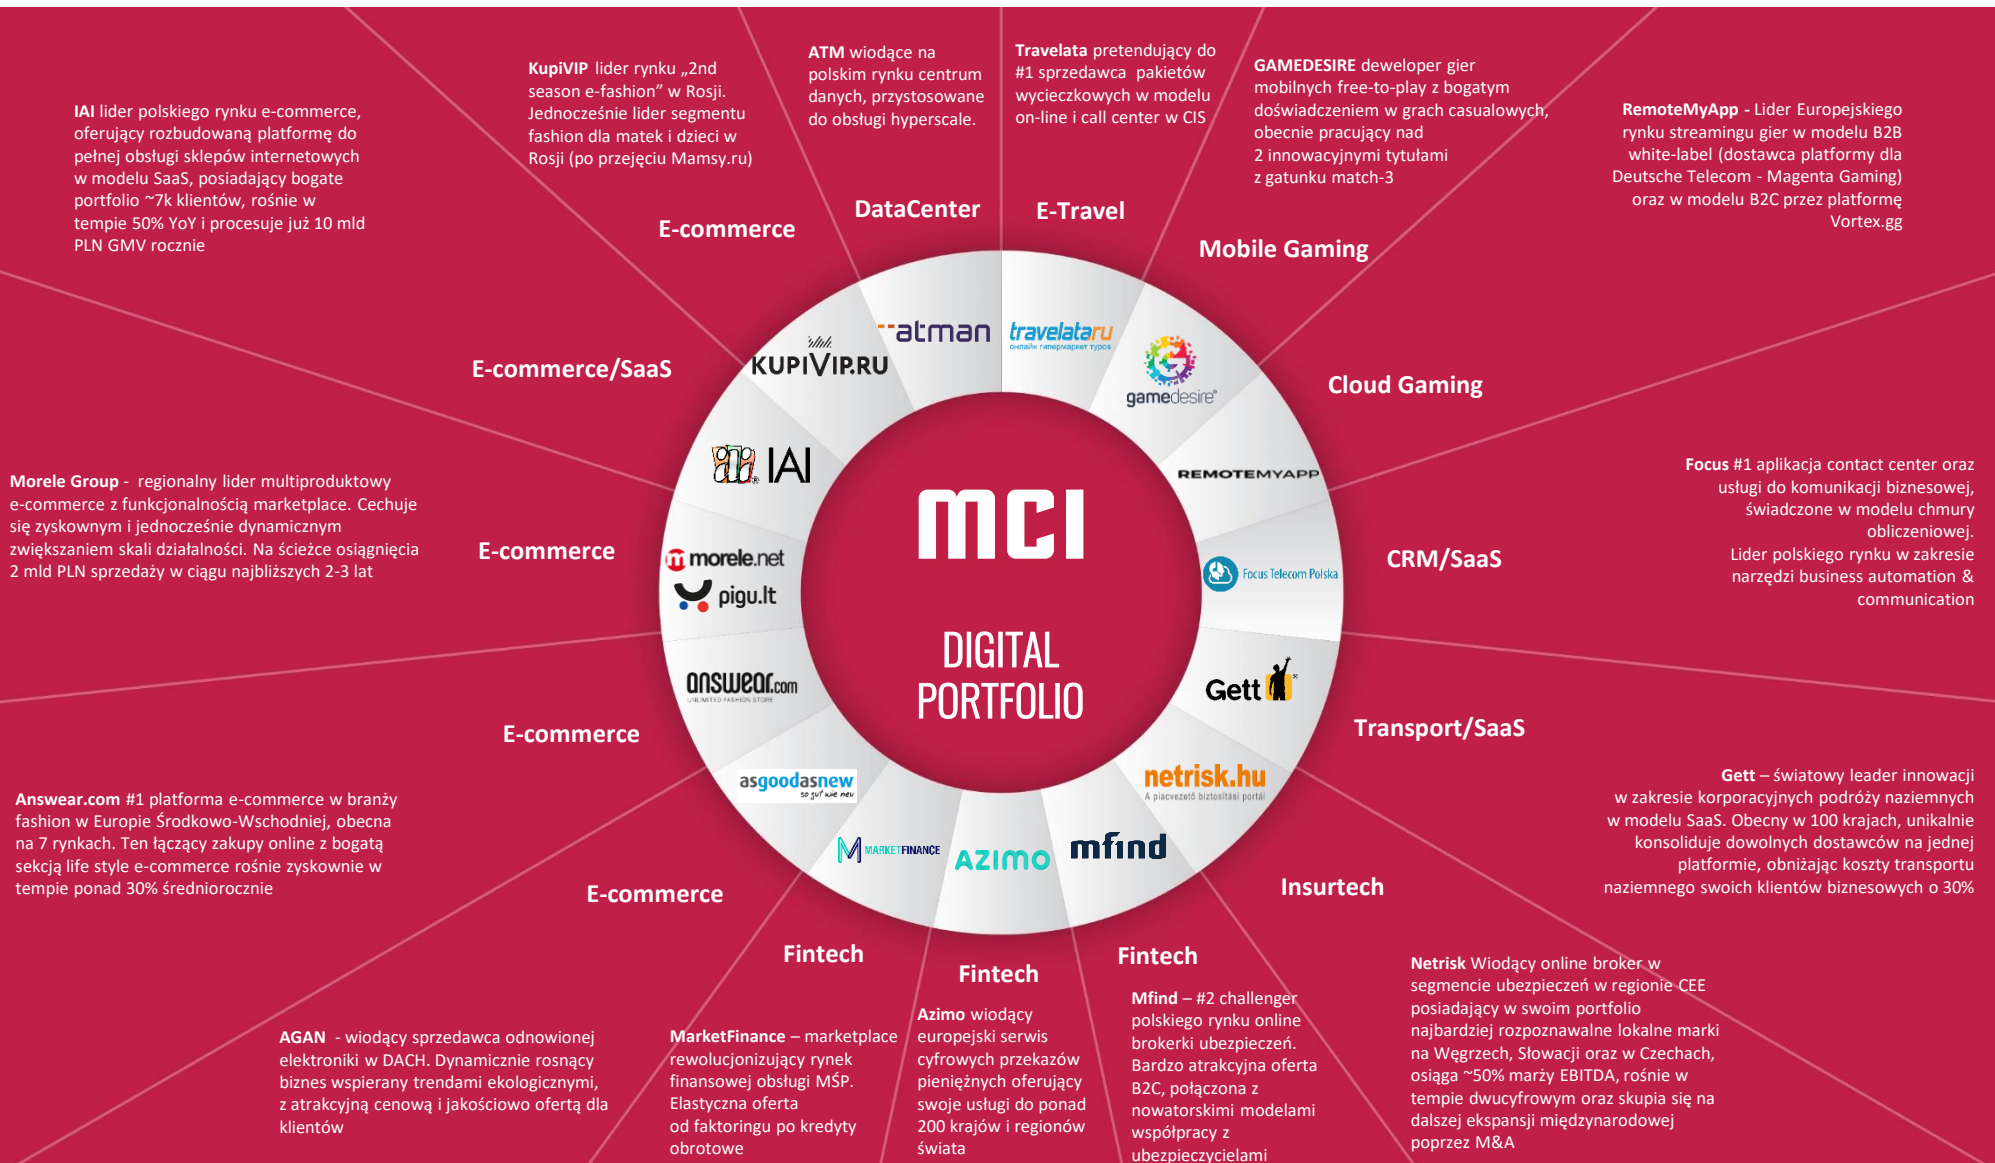 IAI lider polskiego rynku e-commerce,
oferujący rozbudowaną platformę do
pełnej obsługi sklepów internetowych
w modelu SaaS, posiadający bogate
portfolio ~7k klientów, rośnie w
tempie 50% YoY i procesuje już 10 mld
PLN GMV rocznie
KupiVIP lider rynku „2nd
season e-fashion” w Rosji.
Jednocześnie lider segmentu
fashion dla matek i dzieci w
Rosji (po przejęciu Mamsy.ru)
ATM wiodące na
polskim rynku centrum
danych, przystosowane
do obsługi hyperscale.
Travelata pretendujący do
#1 sprzedawca pakietów
wycieczkowych w modelu
on-line i call center w CIS
GAMEDESIRE deweloper gier
mobilnych free-to-play z bogatym
doświadczeniem w grach casualowych,
obecnie pracujący nad
2 innowacyjnymi tytułami
z gatunku match-3
RemoteMyApp - Lider Europejskiego
rynku streamingu gier w modelu B2B
white-label (dostawca platformy dla
Deutsche Telecom - Magenta Gaming)
oraz w modelu B2C przez platformę
Vortex.gg
E-commerce
DataCenter
E-Travel
Mobile Gaming
E-commerce/SaaS
Cloud Gaming
KUPIVIP.RU
atman
travelataru
онлайн гипермаркет туров
gamedesire®
IAI
REMOTEMYAPP
Morele Group - regionalny lider multiproduktowy
e-commerce z funkcjonalnością marketplace. Cechuje
się zyskownym i jednocześnie dynamicznym
zwiększaniem skali działalności. Na ścieżce osiągnięcia
2 mld PLN sprzedaży w ciągu najbliższych 2-3 lat
E-commerce
m morele.net
pigu.lt
mci
DIGITAL
PORTFOLIO
Focus Telecom Polska
CRM/SaaS
Focus #1 aplikacja contact center oraz
usługi do komunikacji biznesowej,
świadczone w modelu chmury
obliczeniowej.
Lider polskiego rynku w zakresie
narzędzi business automation &
communication
answear.com
UNLIMITED FASHION STORE
Gett®
E-commerce
Transport/SaaS
Answear.com #1 platforma e-commerce w branży
fashion w Europie Środkowo-Wschodniej, obecna
na 7 rynkach. Ten łączący zakupy online z bogatą
sekcją life style e-commerce rośnie zyskownie w
tempie ponad 30% średniorocznie
asgoodasnew
so gut wie neu
netrisk.hu
A piacvezető biztosítási portál
Gett – światowy leader innowacji
w zakresie korporacyjnych podróży naziemnych
w modelu SaaS. Obecny w 100 krajach, unikalnie
konsoliduje dowolnych dostawców na jednej
platformie, obniżając koszty transportu
naziemnego swoich klientów biznesowych o 30%
MARKETFINANCE
AZIMO
mfind
E-commerce
Insurtech
Fintech
Fintech
Fintech
AGAN - wiodący sprzedawca odnowionej
elektroniki w DACH. Dynamicznie rosnący
biznes wspierany trendami ekologicznymi,
z atrakcyjną cenową i jakościowo ofertą dla
klientów
MarketFinance – marketplace
rewolucjonizujący rynek
finansowej obsługi MŚP.
Elastyczna oferta
od faktoringu po kredyty
obrotowe
Azimo wiodący
europejski serwis
cyfrowych przekazów
pieniężnych oferujący
swoje usługi do ponad
200 krajów i regionów
świata
Mfind – #2 challenger
polskiego rynku online
brokerki ubezpieczeń.
Bardzo atrakcyjna oferta
B2C, połączona z
nowatorskimi modelami
współpracy z
ubezpieczycielami
Netrisk Wiodący online broker w
segmencie ubezpieczeń w regionie CEE
posiadający w swoim portfolio
najbardziej rozpoznawalne lokalne marki
na Węgrzech, Słowacji oraz w Czechach,
osiąga ~50% marży EBITDA, rośnie w
tempie dwucyfrowym oraz skupia się na
dalszej ekspansji międzynarodowej
poprzez M&A